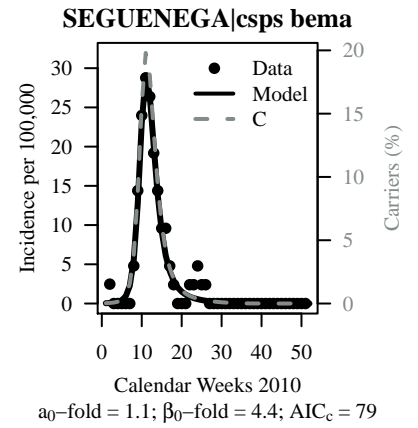 SEGUENEGA|csps bema
Incidence per 100,000
30
25
20
15
10
5
0
Data
Model
C
20
15
10
5
0
Carriers (%)
0 10 20 30 40 50
Calendar Weeks 2010
a₀−fold = 1.1; β₀−fold = 4.4; AICc = 79